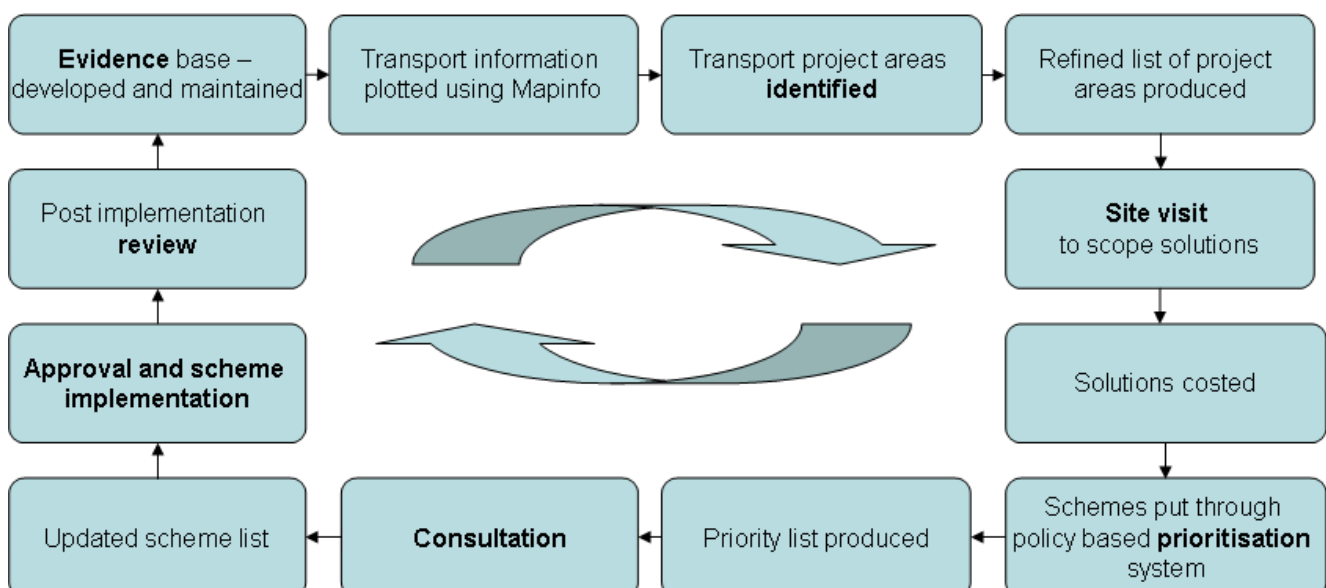 Evidence base –
developed and maintained
Transport information
plotted using Mapinfo
Transport project areas
identified
Refined list of project
areas produced
Site visit
to scope solutions
Solutions costed
Schemes put through
policy based prioritisation
system
Priority list produced
Consultation
Updated scheme list
Approval and scheme
implementation
Post implementation
review